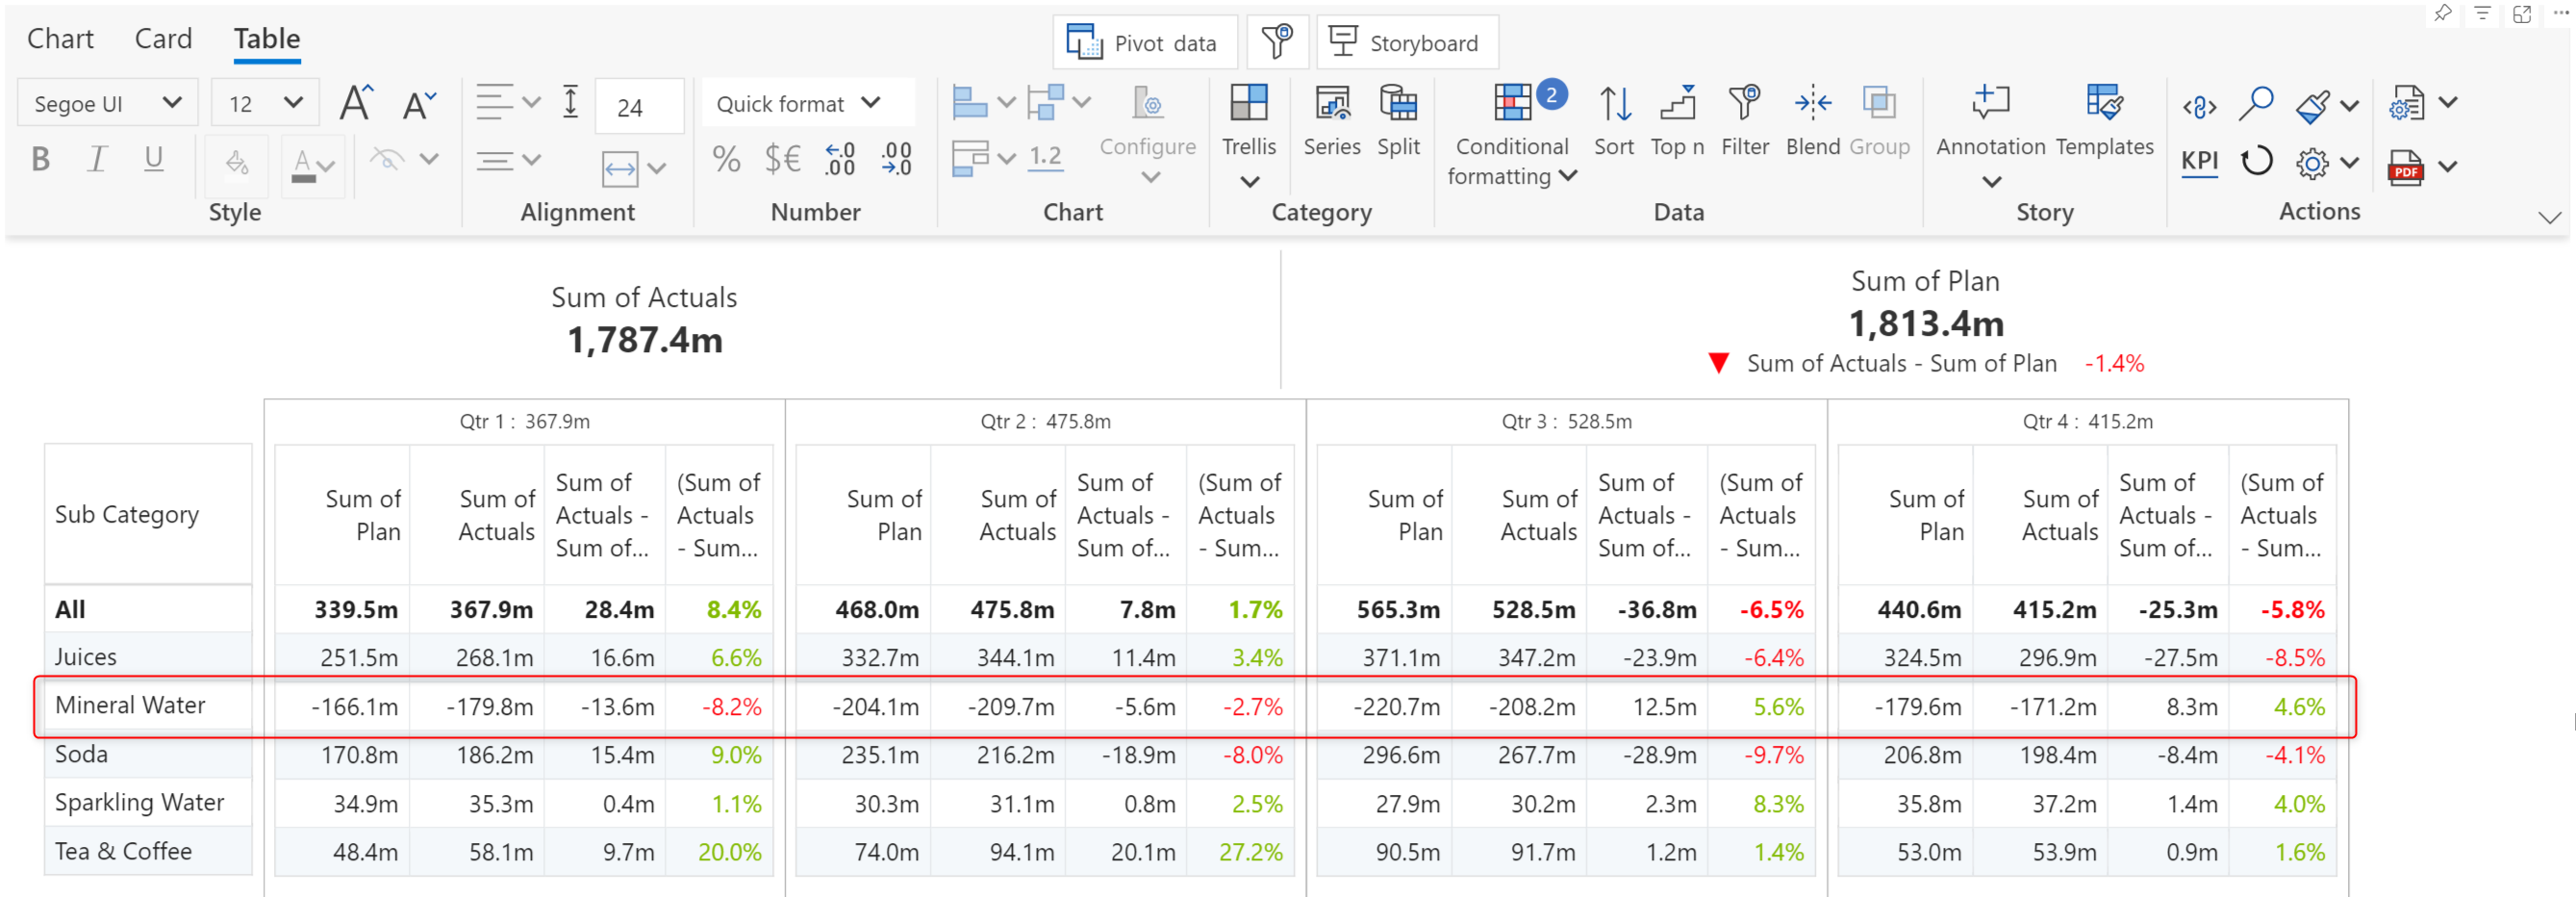 Chart Card Table
Pivot data Storyboard
Segoe UI 12 A A 24 Quick format 2
B I U A % $€ .0 .00 .00 .0 1.2 Configure Trellis Series Split Conditional formatting Sort Top n Filter Blend Group Annotation Templates KPI PDF
Style Alignment Number Chart Category Data Story Actions
Sum of Actuals
1,787.4m
Sum of Plan
1,813.4m
Sum of Actuals - Sum of Plan -1.4%
Qtr 1 : 367.9m Qtr 2 : 475.8m Qtr 3 : 528.5m Qtr 4 : 415.2m
Sub Category Sum of Plan Sum of Actuals Sum of Actuals - Sum of... (Sum of Actuals - Sum... Sum of Plan Sum of Actuals Sum of Actuals - Sum of... (Sum of Actuals - Sum... Sum of Plan Sum of Actuals Sum of Actuals - Sum of... (Sum of Actuals - Sum... Sum of Plan Sum of Actuals Sum of Actuals - Sum of... (Sum of Actuals - Sum...
All 339.5m 367.9m 28.4m 8.4% 468.0m 475.8m 7.8m 1.7% 565.3m 528.5m -36.8m -6.5% 440.6m 415.2m -25.3m -5.8%
Juices 251.5m 268.1m 16.6m 6.6% 332.7m 344.1m 11.4m 3.4% 371.1m 347.2m -23.9m -6.4% 324.5m 296.9m -27.5m -8.5%
Mineral Water -166.1m -179.8m -13.6m -8.2% -204.1m -209.7m -5.6m -2.7% -220.7m -208.2m 12.5m 5.6% -179.6m -171.2m 8.3m 4.6%
Soda 170.8m 186.2m 15.4m 9.0% 235.1m 216.2m -18.9m -8.0% 296.6m 267.7m -28.9m -9.7% 206.8m 198.4m -8.4m -4.1%
Sparkling Water 34.9m 35.3m 0.4m 1.1% 30.3m 31.1m 0.8m 2.5% 27.9m 30.2m 2.3m 8.3% 35.8m 37.2m 1.4m 4.0%
Tea & Coffee 48.4m 58.1m 9.7m 20.0% 74.0m 94.1m 20.1m 27.2% 90.5m 91.7m 1.2m 1.4% 53.0m 53.9m 0.9m 1.6%